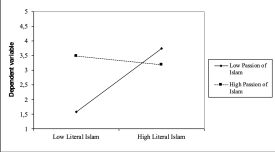 5
4,5
4
3,5
3
2,5
2
1,5
1
Dependent variable
Low Literal Islam
High Literal Islam
Low Passion of
Islam
High Passion of
Islam